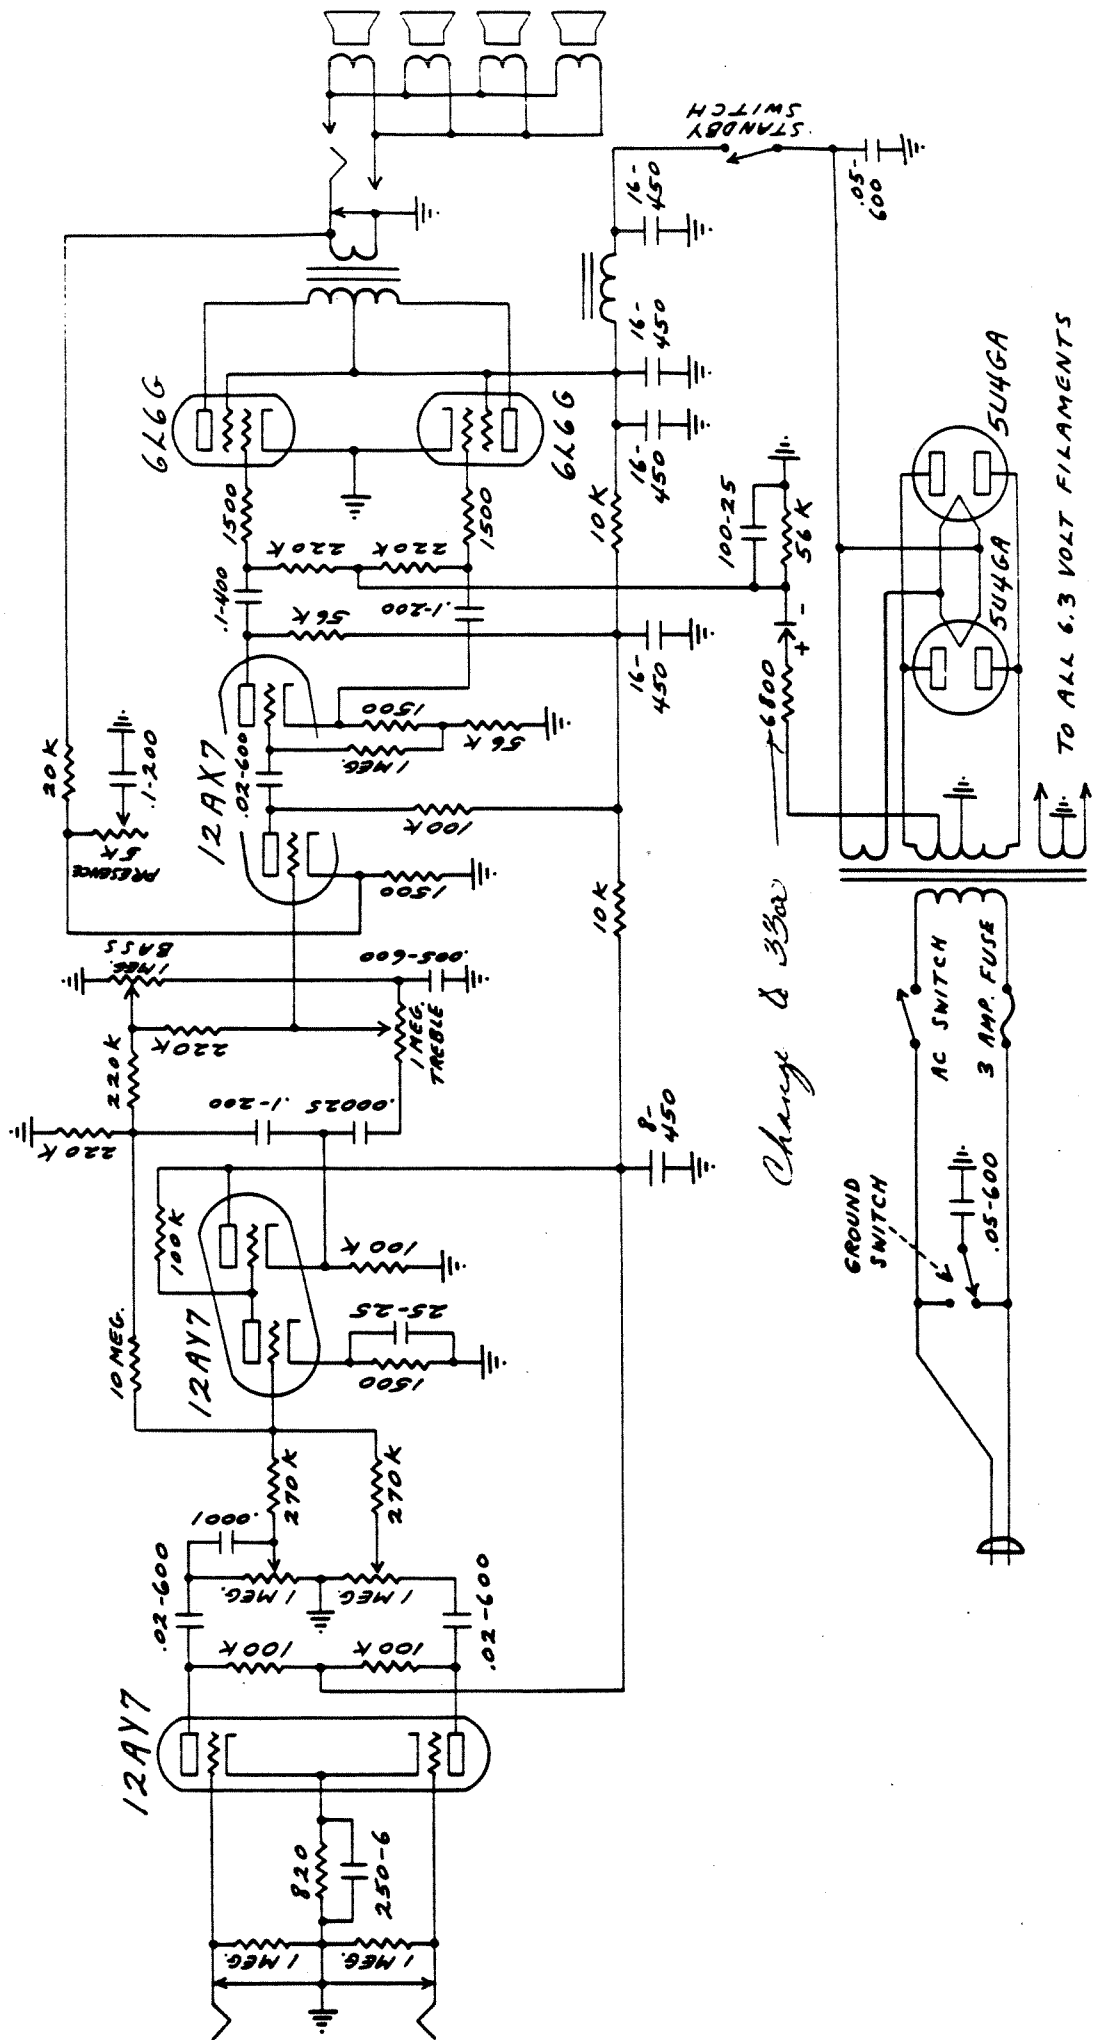 12AY7
12AY7
12AX7
6L6G
6L6G
1 MEG.
1 MEG.
820
250-6
100K
100K
.02-600
.02-600
.0001
1 MEG.
1 MEG.
270K
270K
10 MEG.
1500
25-25
100K
100K
220K
220K
220K
.1-200
.00025
1 MEG.
BASS
1 MEG.
TREBLE
.005-600
8-
450
20K
5K
PRESENCE
.1-200
1500
100K
10K
.02-600
1 MEG.
1500
56K
56K
.1-400
.1-200
16-
450
220K
220K
1500
1500
10K
16-
450
16-
450
16-
450
STANDBY
SWITCH
.05-
600
100-25
56K
+ -
6800
Change to 3300
5U4GA
5U4GA
TO ALL 6.3 VOLT FILAMENTS
AC SWITCH
3 AMP. FUSE
GROUND
SWITCH
.05-600